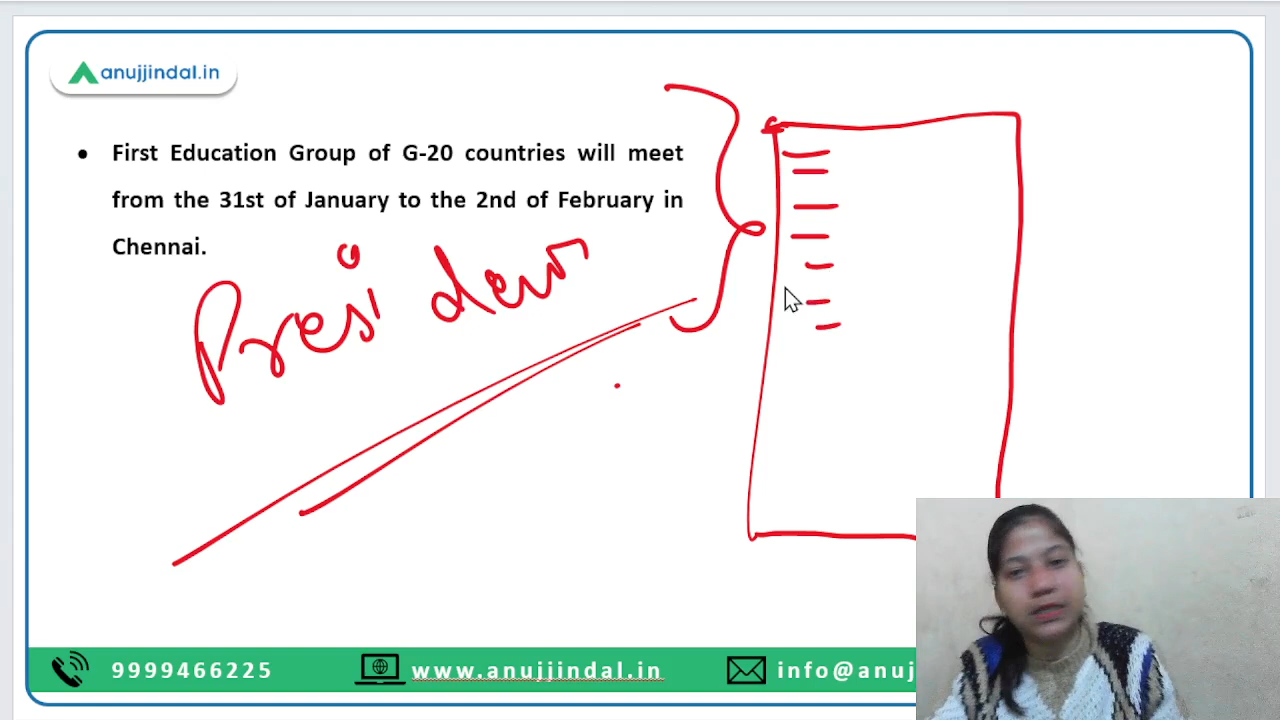 anujjindal.in
• First Education Group of G-20 countries will meet
from the 31st of January to the 2nd of February in
Chennai.
9999466225 www.anujjindal.in info@anuj